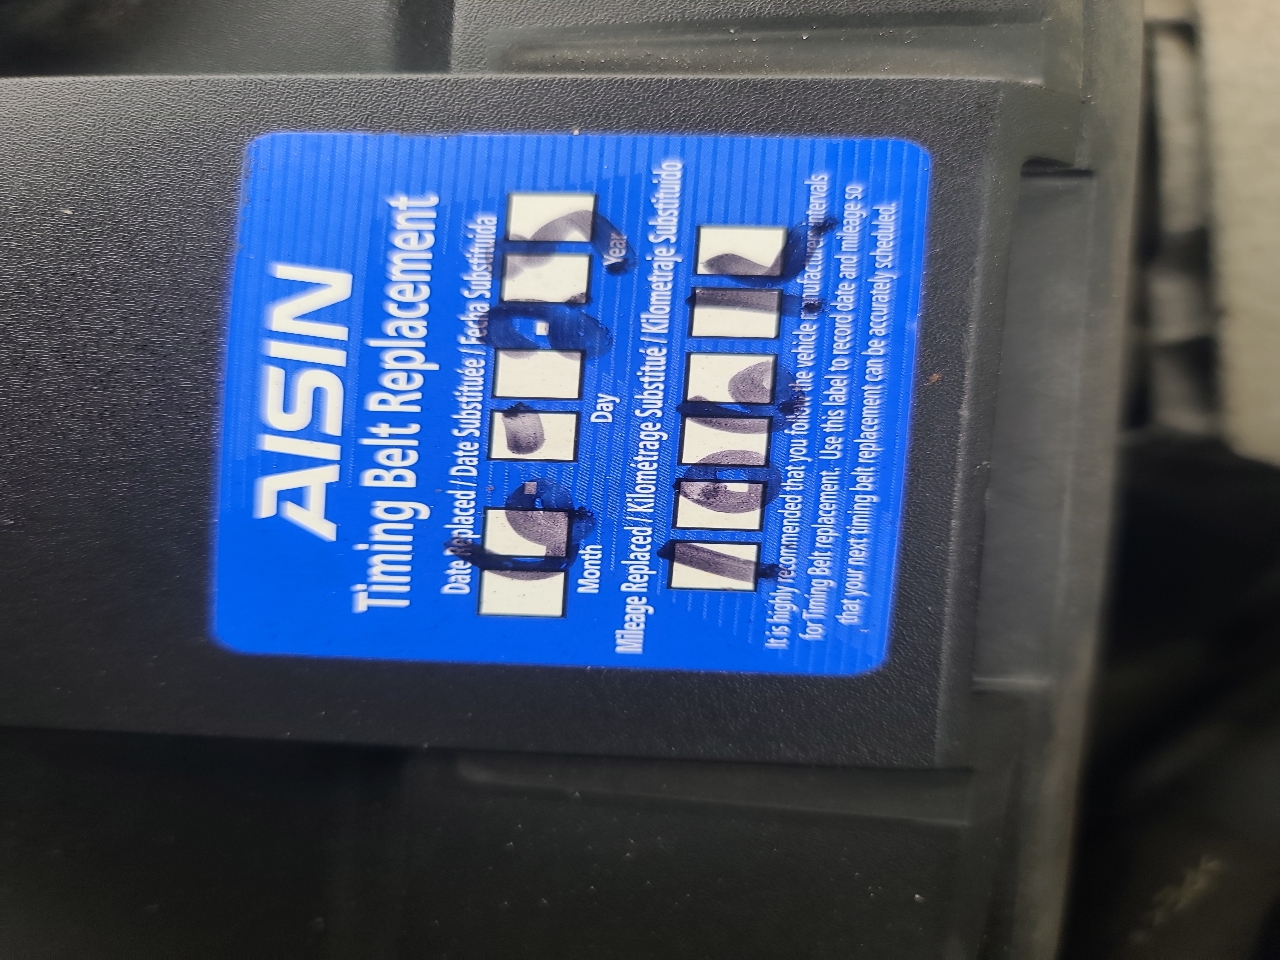 AISIN
Timing Belt Replacement
Date Replaced / Date Substituée / Fecha Substituida
Month Day Year
Mileage Replaced / Kilométrage Substitué / Kilometraje Substituido
It is highly recommended that you follow the vehicle manufacturers intervals
for Timing Belt replacement. Use this label to record date and mileage so
that your next timing belt replacement can be accurately scheduled.